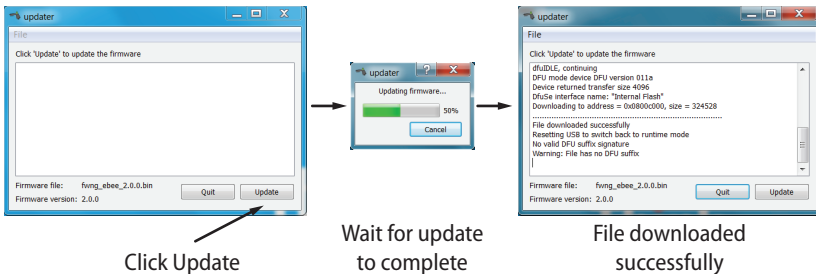 updater
File
Click 'Update' to update the firmware
Firmware file: fwng_ebee_2.0.0.bin
Firmware version: 2.0.0
Quit
Update
Click Update
updater
Updating firmware...
50%
Cancel
Wait for update
to complete
updater
File
Click 'Update' to update the firmware
dfuIDLE, continuing
DFU mode device DFU version 011a
Device returned transfer size 4096
DfuSe interface name: "Internal Flash"
Downloading to address = 0x0800c000, size = 324528
................................................................................
File downloaded successfully
Resetting USB to switch back to runtime mode
No valid DFU suffix signature
Warning: File has no DFU suffix
Firmware file: fwng_ebee_2.0.0.bin
Firmware version: 2.0.0
Quit
Update
File downloaded
successfully